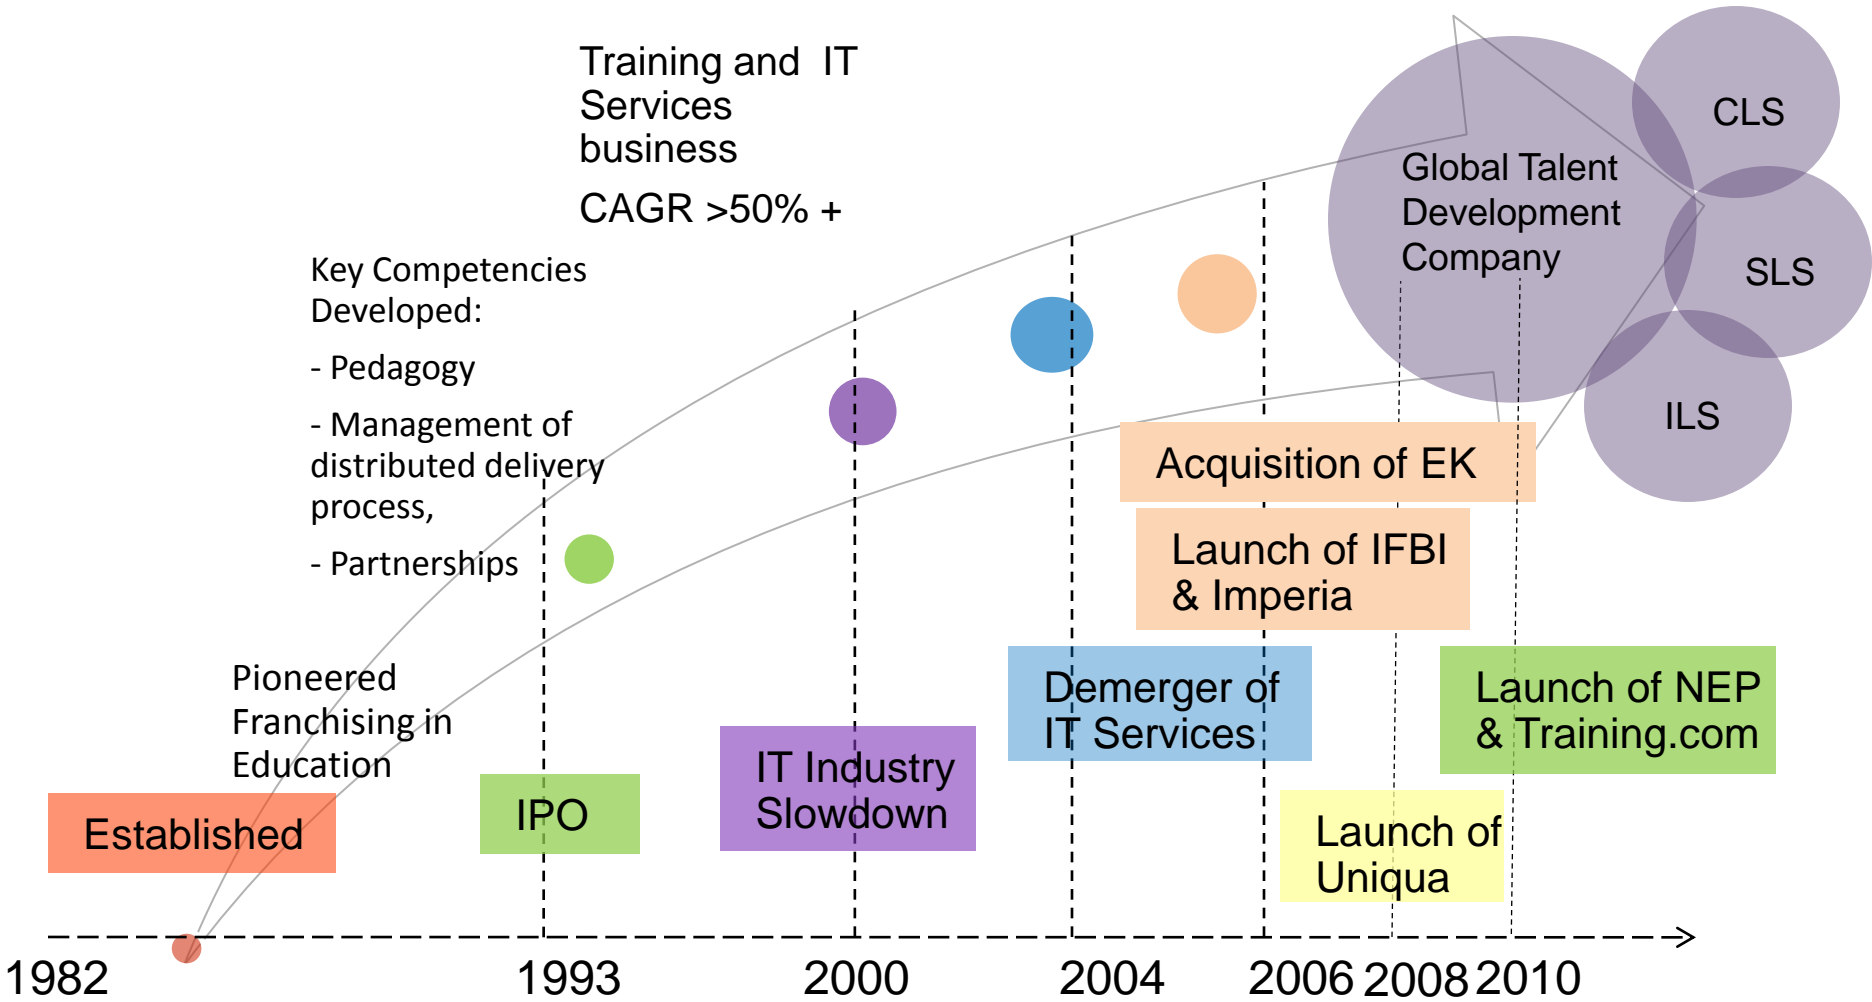 Training and IT
Services
business
CAGR >50% +
Key Competencies
Developed:
- Pedagogy
- Management of
distributed delivery
process,
- Partnerships
Pioneered
Franchising in
Education
Global Talent
Development
Company
CLS
SLS
ILS
Acquisition of EK
Launch of IFBI
& Imperia
Demerger of
IT Services
Launch of NEP
& Training.com
IT Industry
Slowdown
IPO
Established
Launch of
Uniqua
1982
1993
2000
2004
2006
2008
2010